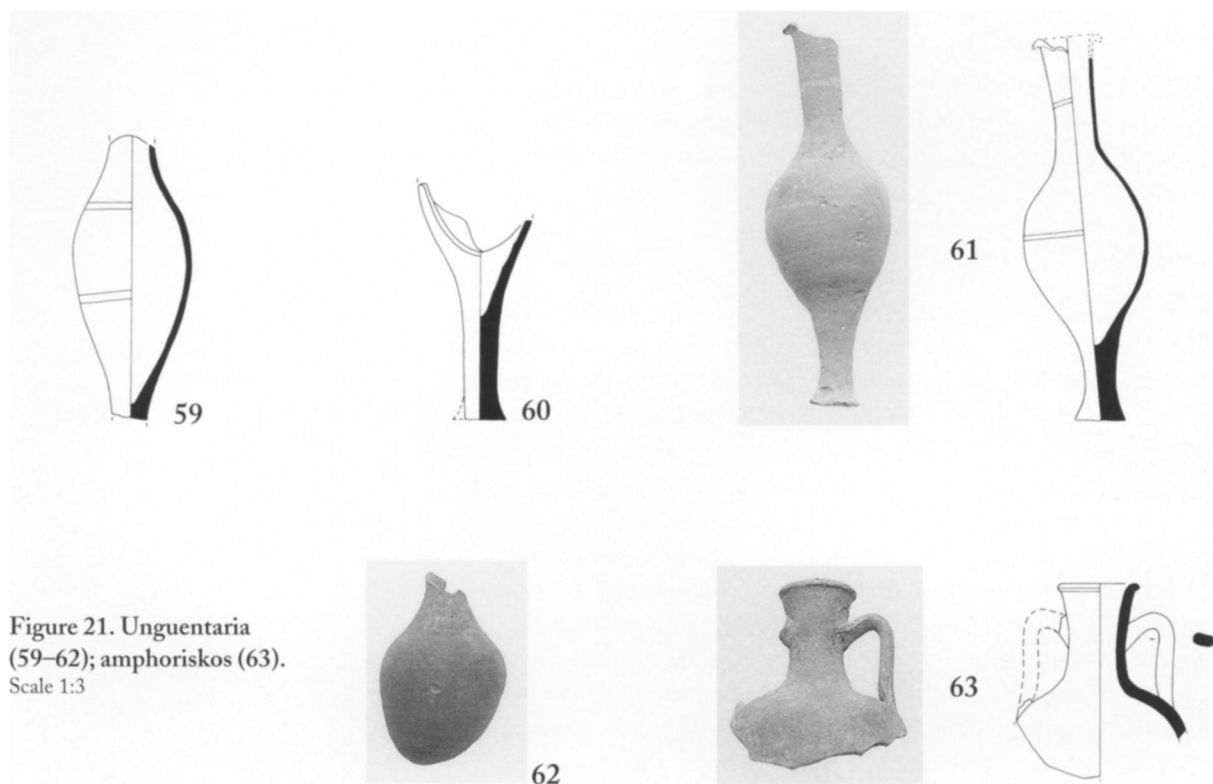 59
60
61
62
63
Figure 21. Unguentaria
(59–62); amphoriskos (63).
Scale 1:3